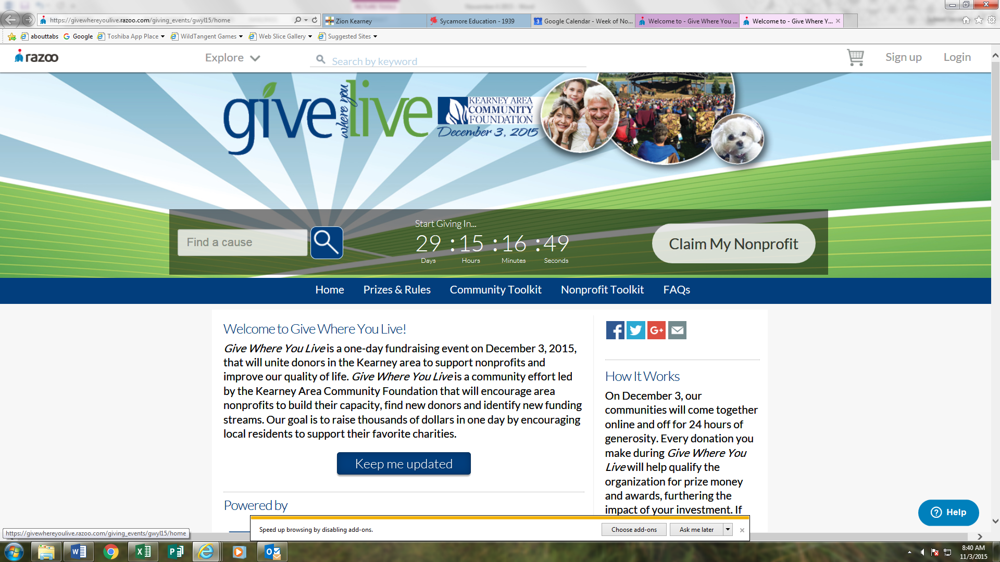 PICTURE TOOLS
December 6 2015 - Word
https://givewhereyoulive.razoo.com/giving_events/gwyl15/home
Zion Kearney
Sycamore Education - 1939
Google Calendar - Week of No...
Welcome to - Give Where You ...
Welcome to - Give Where Y...
abouttabs
Google
Toshiba App Place
WildTangent Games
Web Slice Gallery
Suggested Sites
razoo
Explore
Search by keyword
Sign up
Login
give where you live
KEARNEY AREA
COMMUNITY
FOUNDATION
December 3, 2015
Start Giving In...
Find a cause
29 : 15 : 16 : 49
Days Hours Minutes Seconds
Claim My Nonprofit
Home Prizes & Rules Community Toolkit Nonprofit Toolkit FAQs
Welcome to Give Where You Live!
Give Where You Live is a one-day fundraising event on December 3, 2015,
that will unite donors in the Kearney area to support nonprofits and
improve our quality of life. Give Where You Live is a community effort led
by the Kearney Area Community Foundation that will encourage area
nonprofits to build their capacity, find new donors and identify new funding
streams. Our goal is to raise thousands of dollars in one day by encouraging
local residents to support their favorite charities.
Keep me updated
Powered by
G+
How It Works
On December 3, our
communities will come together
online and off for 24 hours of
generosity. Every donation you
make during Give Where You
Live will help qualify the
organization for prize money
and awards, furthering the
impact of your investment. If
Help
Speed up browsing by disabling add-ons.
Choose add-ons
Ask me later
https://givewhereyoulive.razoo.com/giving_events/gwyl15/home
8:40 AM
11/3/2015